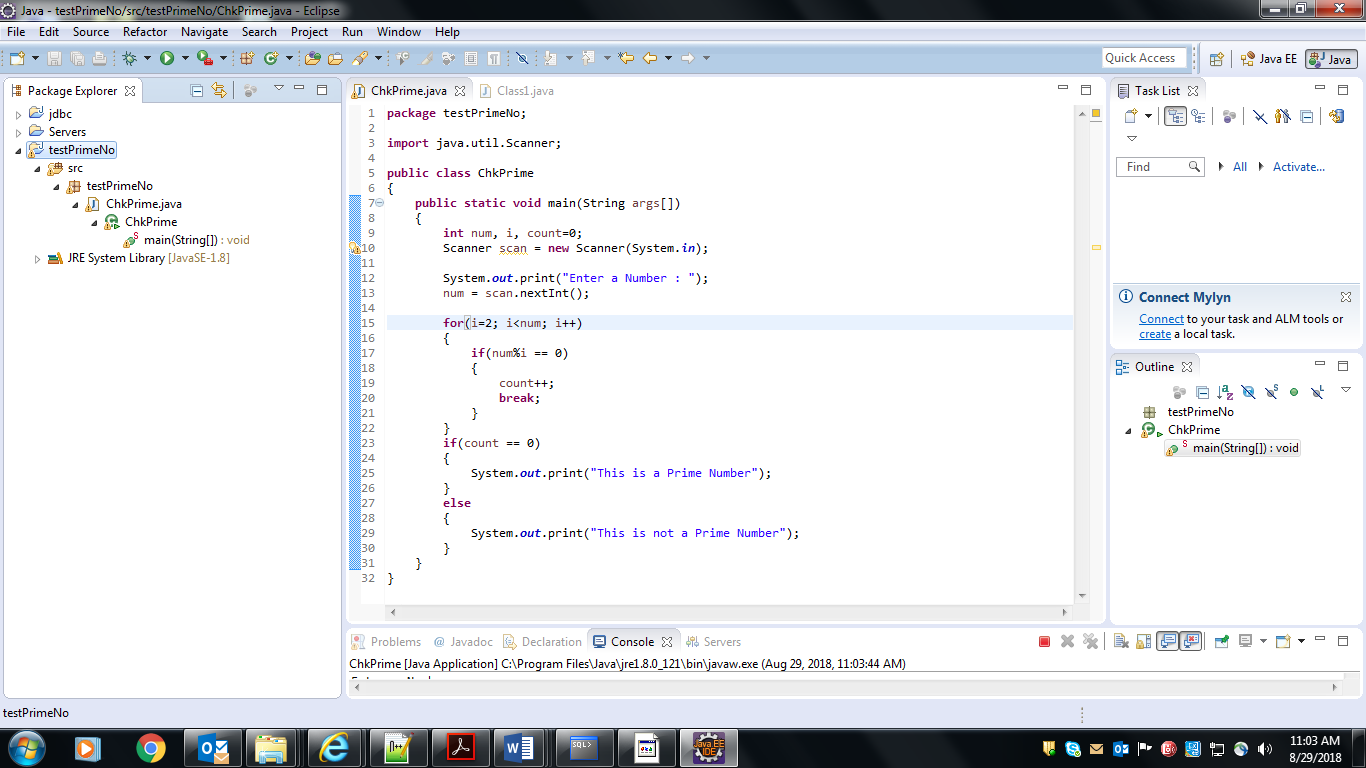 Java - testPrimeNo/src/testPrimeNo/ChkPrime.java - Eclipse
File Edit Source Refactor Navigate Search Project Run Window Help
Quick Access
Java EE
Java
Package Explorer
jdbc
Servers
testPrimeNo
src
testPrimeNo
ChkPrime.java
ChkPrime
main(String[]) : void
JRE System Library [JavaSE-1.8]
ChkPrime.java Class1.java
1 package testPrimeNo;
2
3 import java.util.Scanner;
4
5 public class ChkPrime
6 {
7 public static void main(String args[])
8 {
9 int num, i, count=0;
10 Scanner scan = new Scanner(System.in);
11
12 System.out.print("Enter a Number : ");
13 num = scan.nextInt();
14
15 for(i=2; i<num; i++)
16 {
17 if(num%i == 0)
18 {
19 count++;
20 break;
21 }
22 }
23 if(count == 0)
24 {
25 System.out.print("This is a Prime Number");
26 }
27 else
28 {
29 System.out.print("This is not a Prime Number");
30 }
31 }
32 }
Task List
Find All Activate...
Connect Mylyn
Connect to your task and ALM tools or
create a local task.
Outline
testPrimeNo
ChkPrime
main(String[]) : void
Problems @ Javadoc Declaration Console Servers
ChkPrime [Java Application] C:\Program Files\Java\jre1.8.0_121\bin\javaw.exe (Aug 29, 2018, 11:03:44 AM)
testPrimeNo
SQL>
Java EE
IDE
11:03 AM
8/29/2018